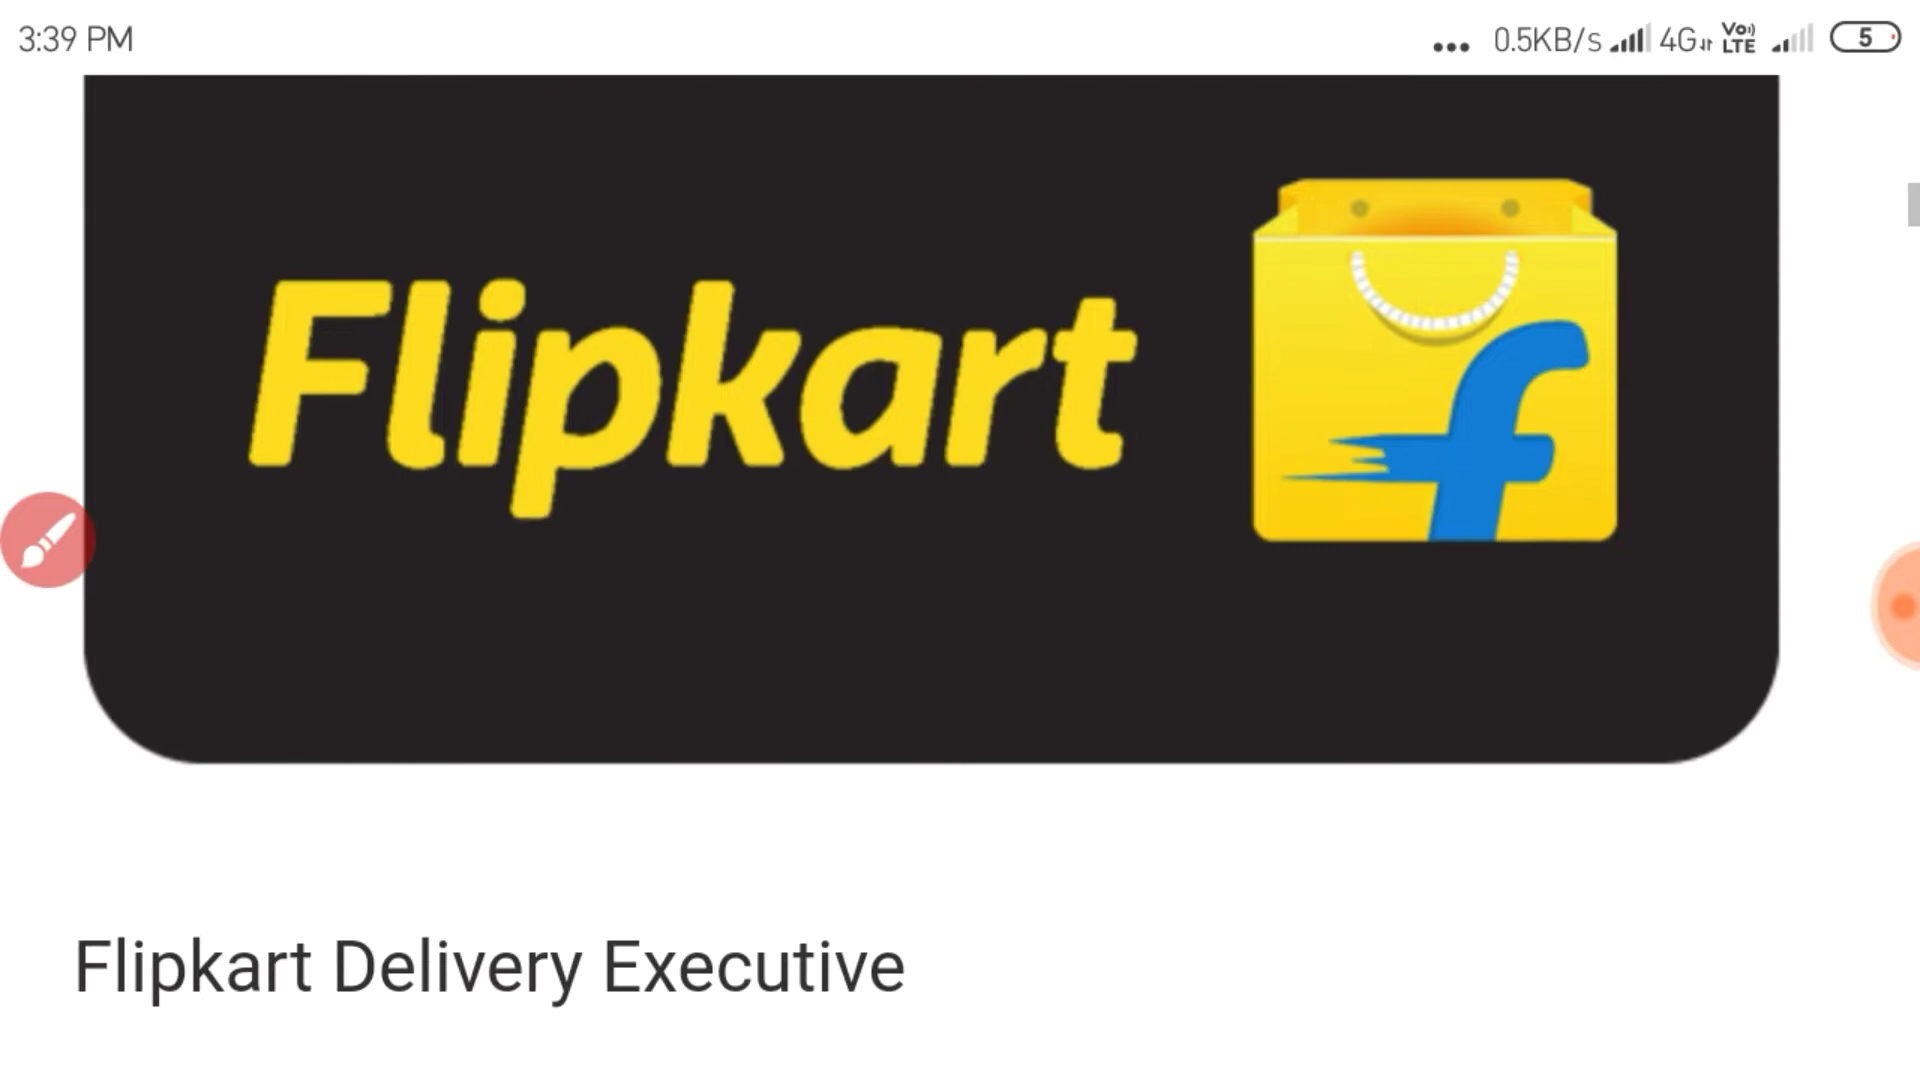 3:39 PM
0.5KB/s 4G Vo) LTE 5
Flipkart
f
Flipkart Delivery Executive